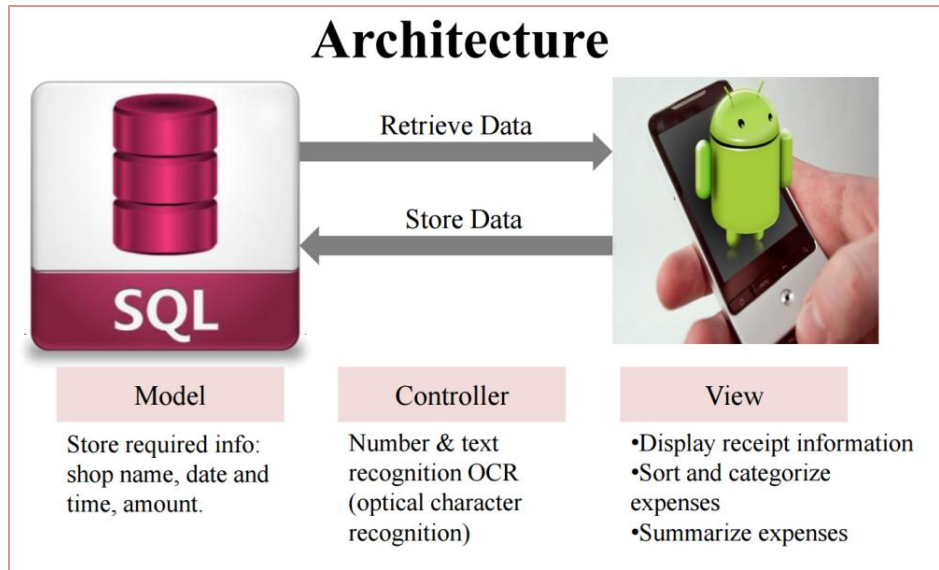 Architecture
Retrieve Data
Store Data
SQL
Model
Controller
View
Store required info:
shop name, date and
time, amount.
Number & text
recognition OCR
(optical character
recognition)
•Display receipt information
•Sort and categorize
expenses
•Summarize expenses